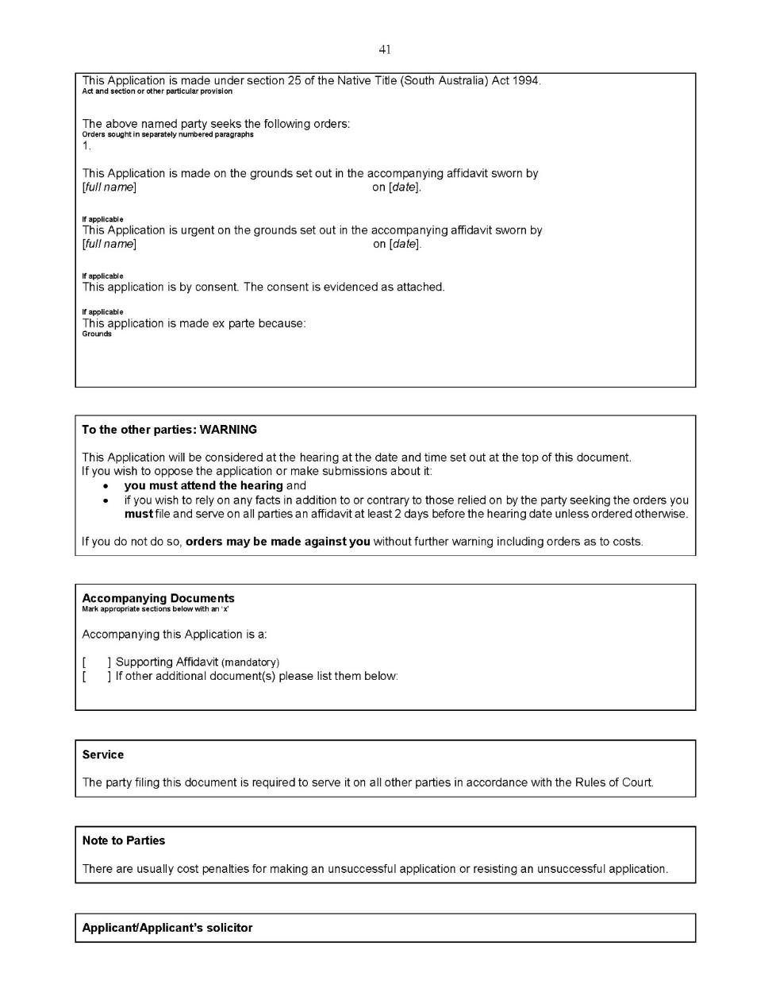 41
This Application is made under section 25 of the Native Title (South Australia) Act 1994.
Act and section or other particular provision
The above named party seeks the following orders:
Orders sought in separately numbered paragraphs
1.
This Application is made on the grounds set out in the accompanying affidavit sworn by
[full name] on [date].
If applicable
This Application is urgent on the grounds set out in the accompanying affidavit sworn by
[full name] on [date].
If applicable
This application is by consent. The consent is evidenced as attached.
If applicable
This application is made ex parte because:
Grounds
To the other parties: WARNING
This Application will be considered at the hearing at the date and time set out at the top of this document.
If you wish to oppose the application or make submissions about it:
• you must attend the hearing and
• if you wish to rely on any facts in addition to or contrary to those relied on by the party seeking the orders you
must file and serve on all parties an affidavit at least 2 days before the hearing date unless ordered otherwise.
If you do not do so, orders may be made against you without further warning including orders as to costs.
Accompanying Documents
Mark appropriate sections below with an 'x'
Accompanying this Application is a:
[ ] Supporting Affidavit (mandatory)
[ ] If other additional document(s) please list them below:
Service
The party filing this document is required to serve it on all other parties in accordance with the Rules of Court.
Note to Parties
There are usually cost penalties for making an unsuccessful application or resisting an unsuccessful application.
Applicant/Applicant's solicitor